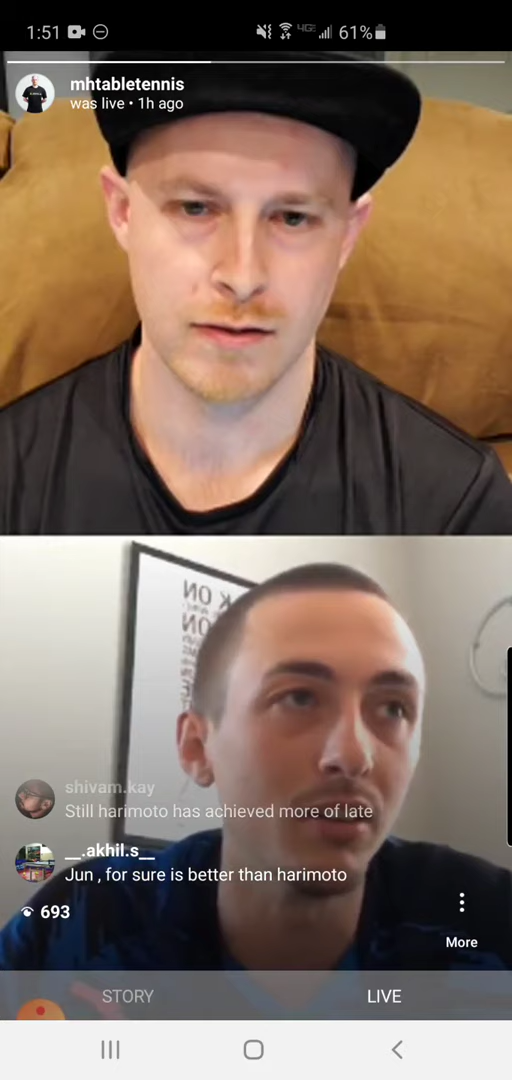 1:51
4G 61%
mhtabletennis
was live • 1h ago
shivam.kay
Still harimoto has achieved more of late
__.akhil.s__
Jun , for sure is better than harimoto
693
More
STORY LIVE